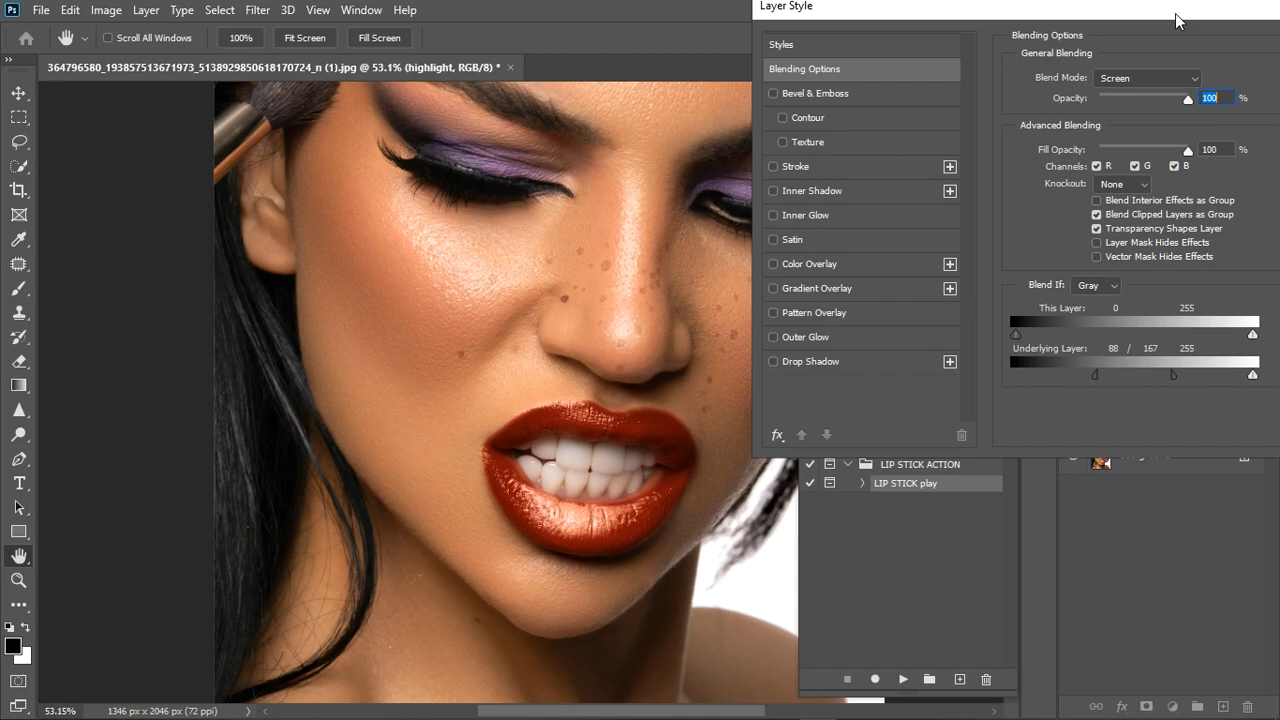 Ps File Edit Image Layer Type Select Filter 3D View Window Help
Layer Style
Scroll All Windows 100% Fit Screen Fill Screen
364796580_193857513671973_5138929850618170724_n (1).jpg @ 53.1% (highlight, RGB/8) *
Styles
Blending Options
Bevel & Emboss
Contour
Texture
Stroke
Inner Shadow
Inner Glow
Satin
Color Overlay
Gradient Overlay
Pattern Overlay
Outer Glow
Drop Shadow
fx
Blending Options
General Blending
Blend Mode: Screen
Opacity: 100 %
Advanced Blending
Fill Opacity: 100 %
Channels: R G B
Knockout: None
Blend Interior Effects as Group
Blend Clipped Layers as Group
Transparency Shapes Layer
Layer Mask Hides Effects
Vector Mask Hides Effects
Blend If: Gray
This Layer: 0 255
Underlying Layer: 88 / 167 255
LIP STICK ACTION
LIP STICK play
fx
53.15% 1346 px x 2046 px (72 ppi)